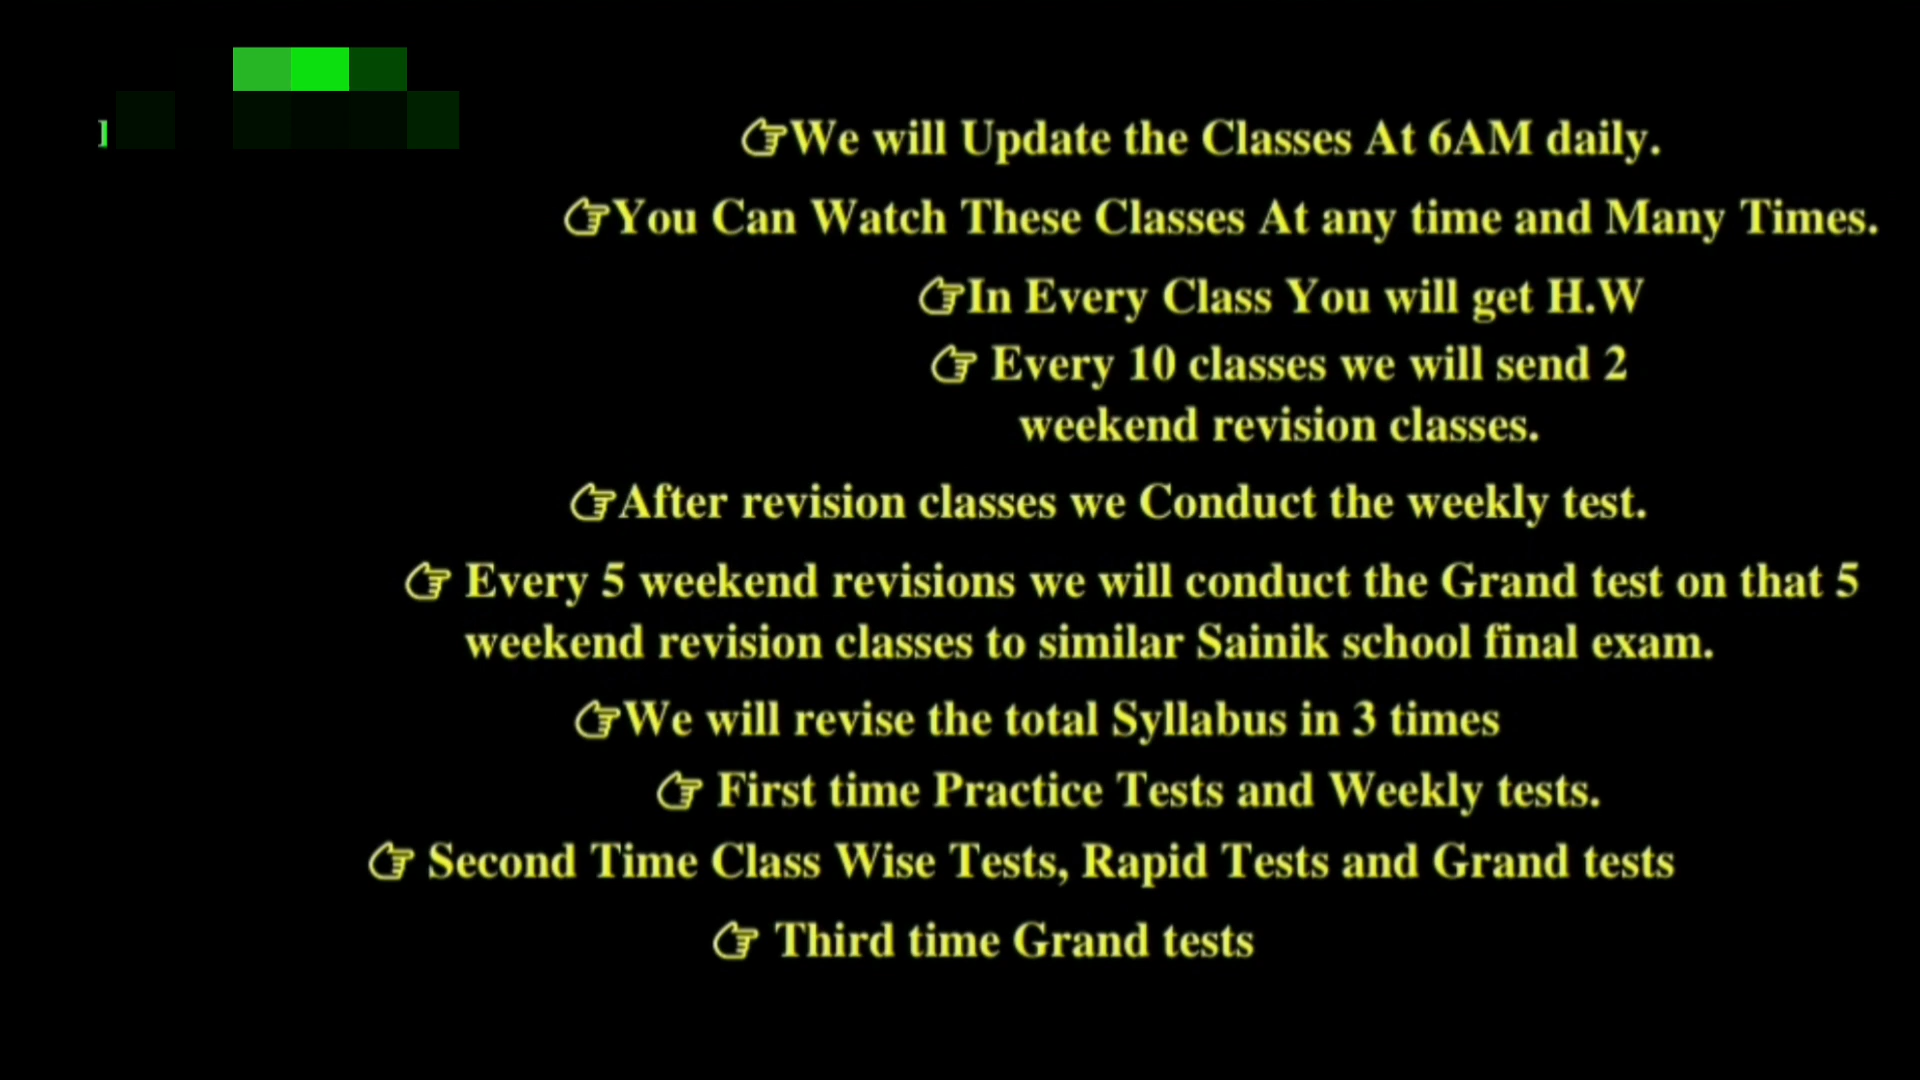 👉We will Update the Classes At 6AM daily.
👉You Can Watch These Classes At any time and Many Times.
👉In Every Class You will get H.W
👉 Every 10 classes we will send 2
weekend revision classes.
👉After revision classes we Conduct the weekly test.
👉 Every 5 weekend revisions we will conduct the Grand test on that 5
weekend revision classes to similar Sainik school final exam.
👉We will revise the total Syllabus in 3 times
👉 First time Practice Tests and Weekly tests.
👉 Second Time Class Wise Tests, Rapid Tests and Grand tests
👉 Third time Grand tests